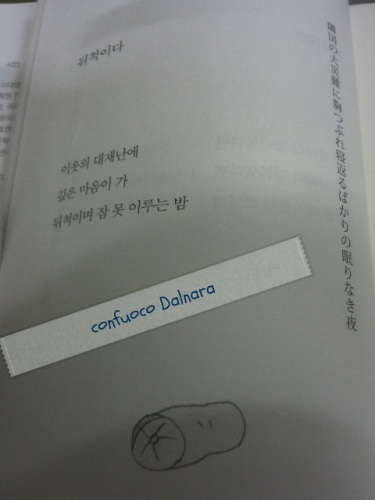 뒤척이다
이웃의 대재난에
깊은 마음이 가
뒤척이며 잠 못 이루는 밤
隣国の大災難に胸つぶれ寝返るばかりの眠りなき夜
confuoco Dalnara